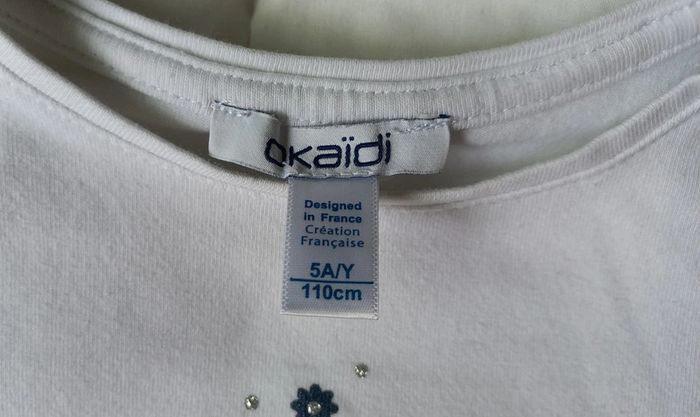 okaïdi
Designed
in France
Création
Française
5A/Y
110cm